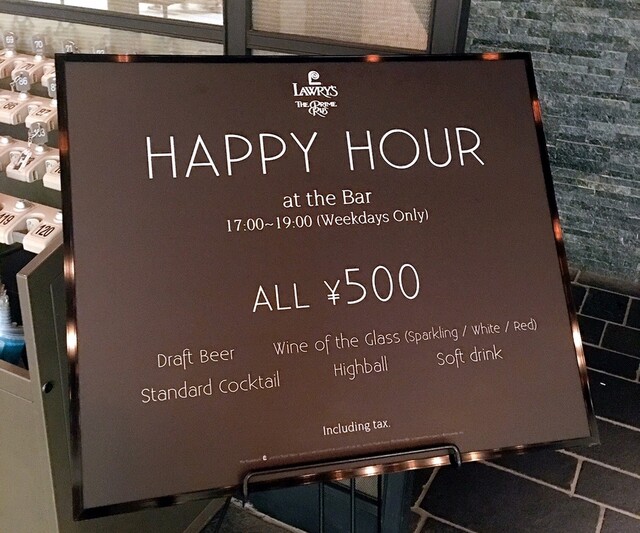 LAWRY'S
THE PRIME
RIB
HAPPY HOUR
at the Bar
17:00~19:00 (Weekdays Only)
ALL ¥500
Draft Beer Wine of the Glass (Sparkling / White / Red)
Standard Cocktail Highball Soft drink
Including tax.
120